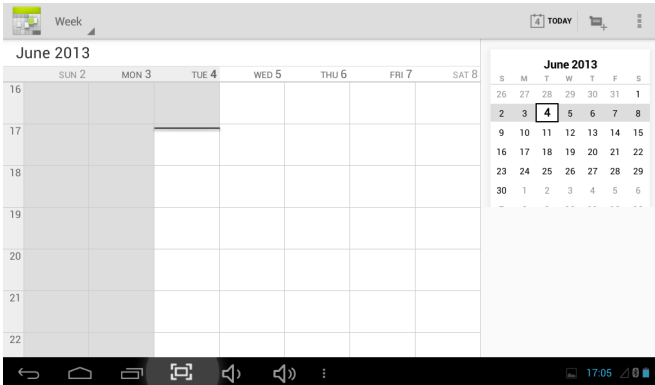 Week
4 TODAY
June 2013
SUN 2 MON 3 TUE 4 WED 5 THU 6 FRI 7 SAT 8
16
17
18
19
20
21
22
June 2013
S M T W T F S
26 27 28 29 30 31 1
2 3 4 5 6 7 8
9 10 11 12 13 14 15
16 17 18 19 20 21 22
23 24 25 26 27 28 29
30 1 2 3 4 5 6
17:05